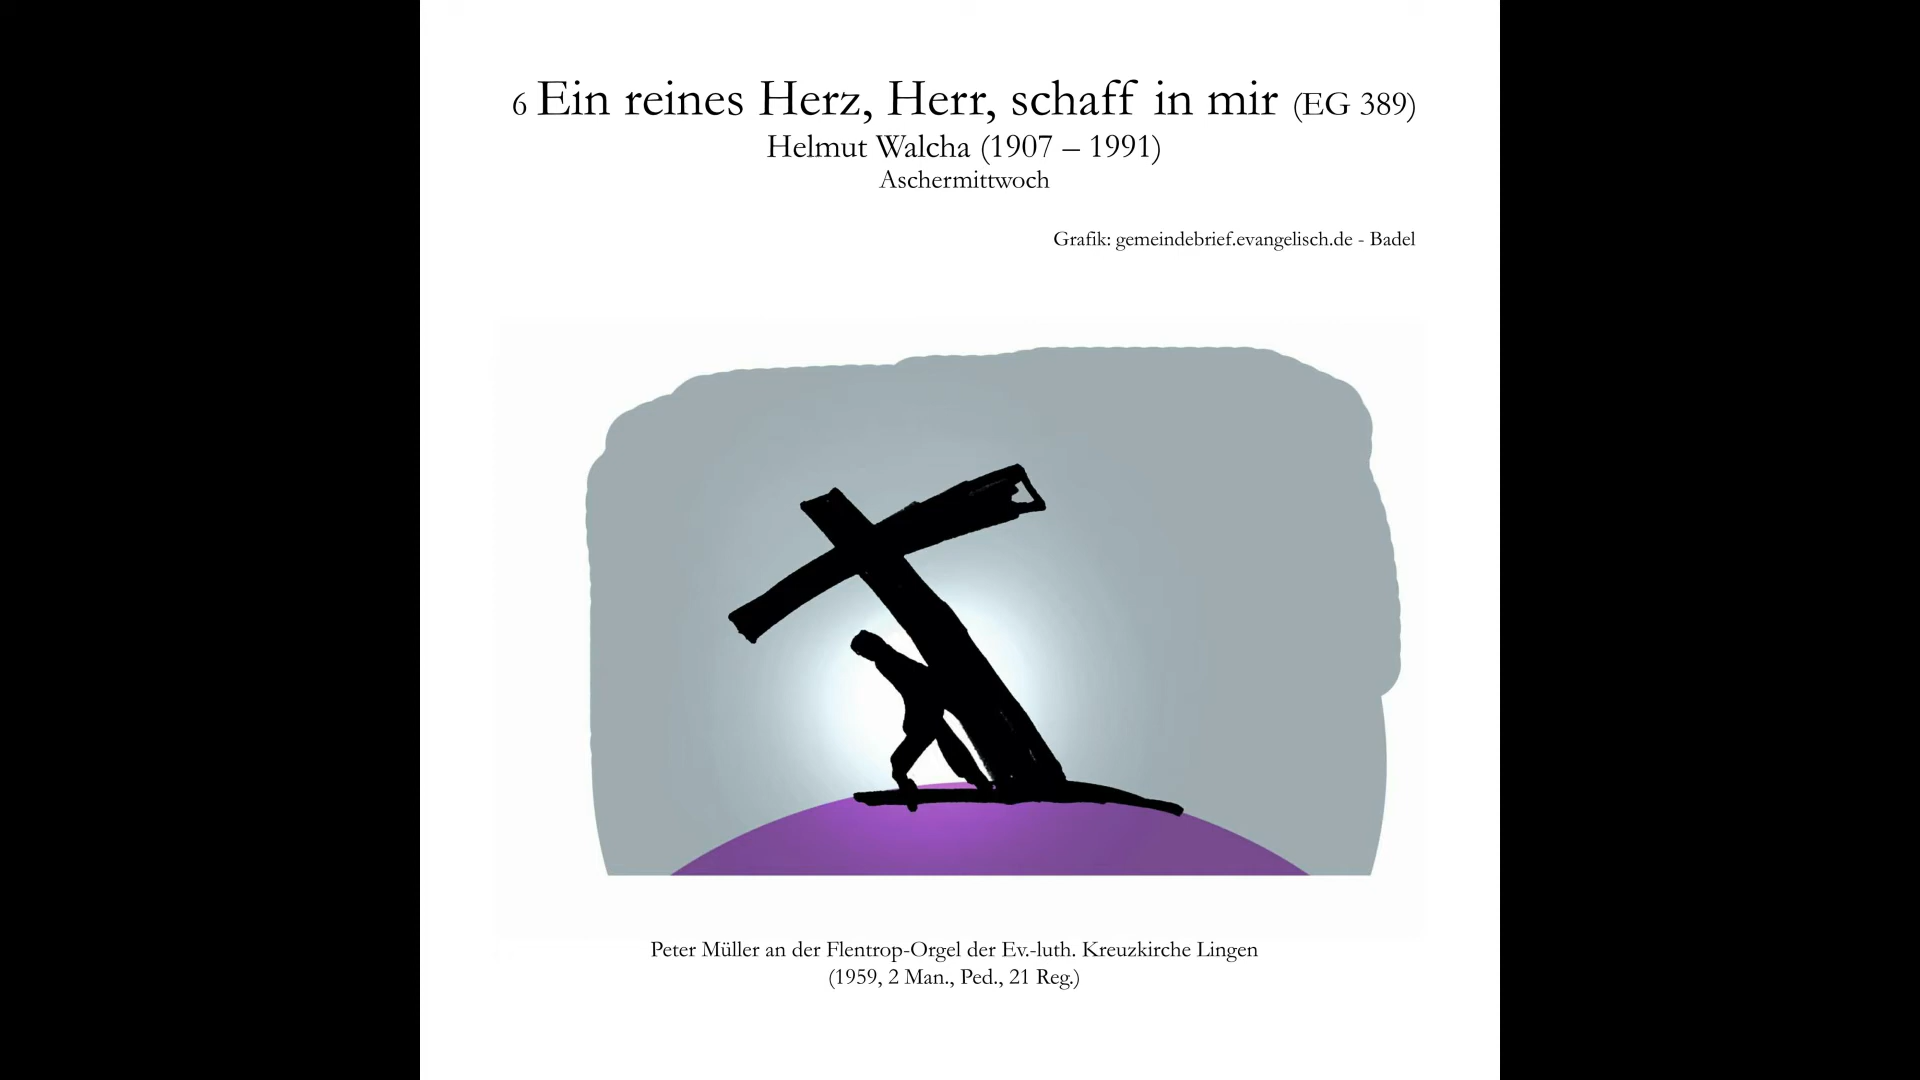 6 Ein reines Herz, Herr, schaff in mir (EG 389)
Helmut Walcha (1907 – 1991)
Aschermittwoch
Grafik: gemeindebrief.evangelisch.de - Badel
Peter Müller an der Flentrop-Orgel der Ev.-luth. Kreuzkirche Lingen
(1959, 2 Man., Ped., 21 Reg.)